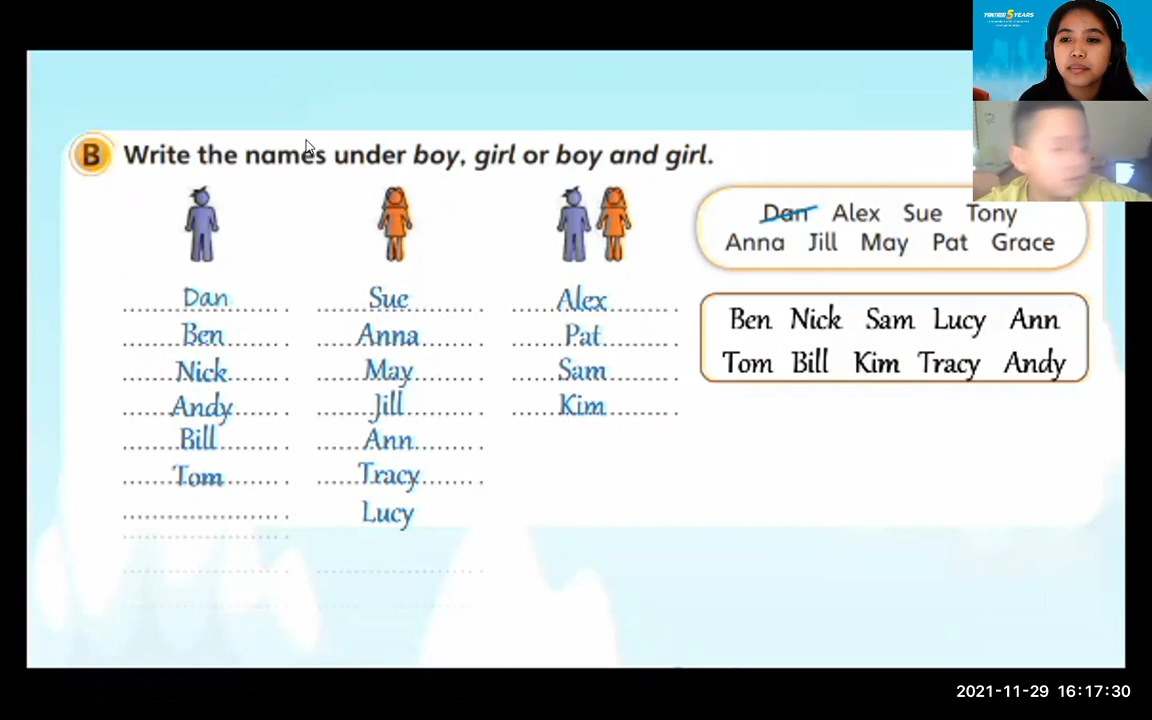 5 YEARS
B Write the names under boy, girl or boy and girl.
Dan Alex Sue Tony
Anna Jill May Pat Grace
Dan Sue Alex
Ben Anna Pat
Nick May Sam
Andy Jill Kim
Bill Ann
Tom Tracy
Lucy
Ben Nick Sam Lucy Ann
Tom Bill Kim Tracy Andy
2021-11-29 16:17:30